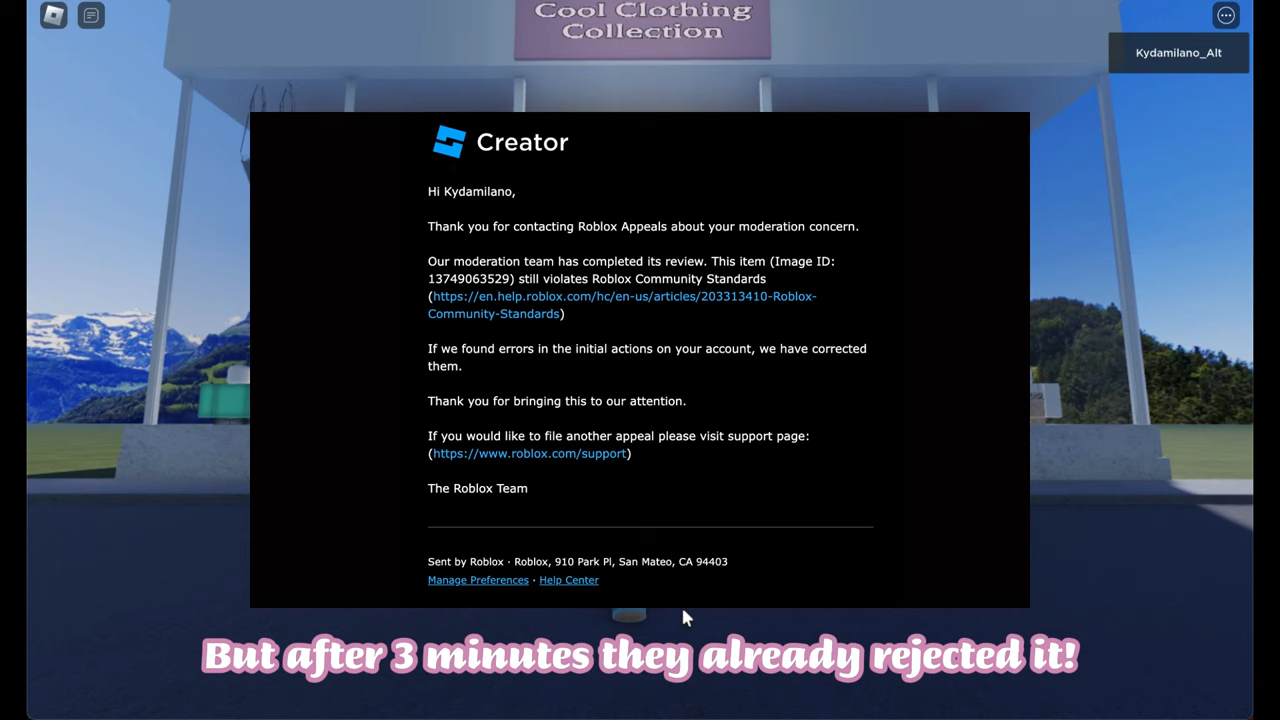 Cool Clothing
Collection
Kydamilano_Alt
Creator
Hi Kydamilano,
Thank you for contacting Roblox Appeals about your moderation concern.
Our moderation team has completed its review. This item (Image ID:
13749063529) still violates Roblox Community Standards
(https://en.help.roblox.com/hc/en-us/articles/203313410-Roblox-
Community-Standards)
If we found errors in the initial actions on your account, we have corrected
them.
Thank you for bringing this to our attention.
If you would like to file another appeal please visit support page:
(https://www.roblox.com/support)
The Roblox Team
Sent by Roblox · Roblox, 910 Park Pl, San Mateo, CA 94403
Manage Preferences · Help Center
But after 3 minutes they already rejected it!